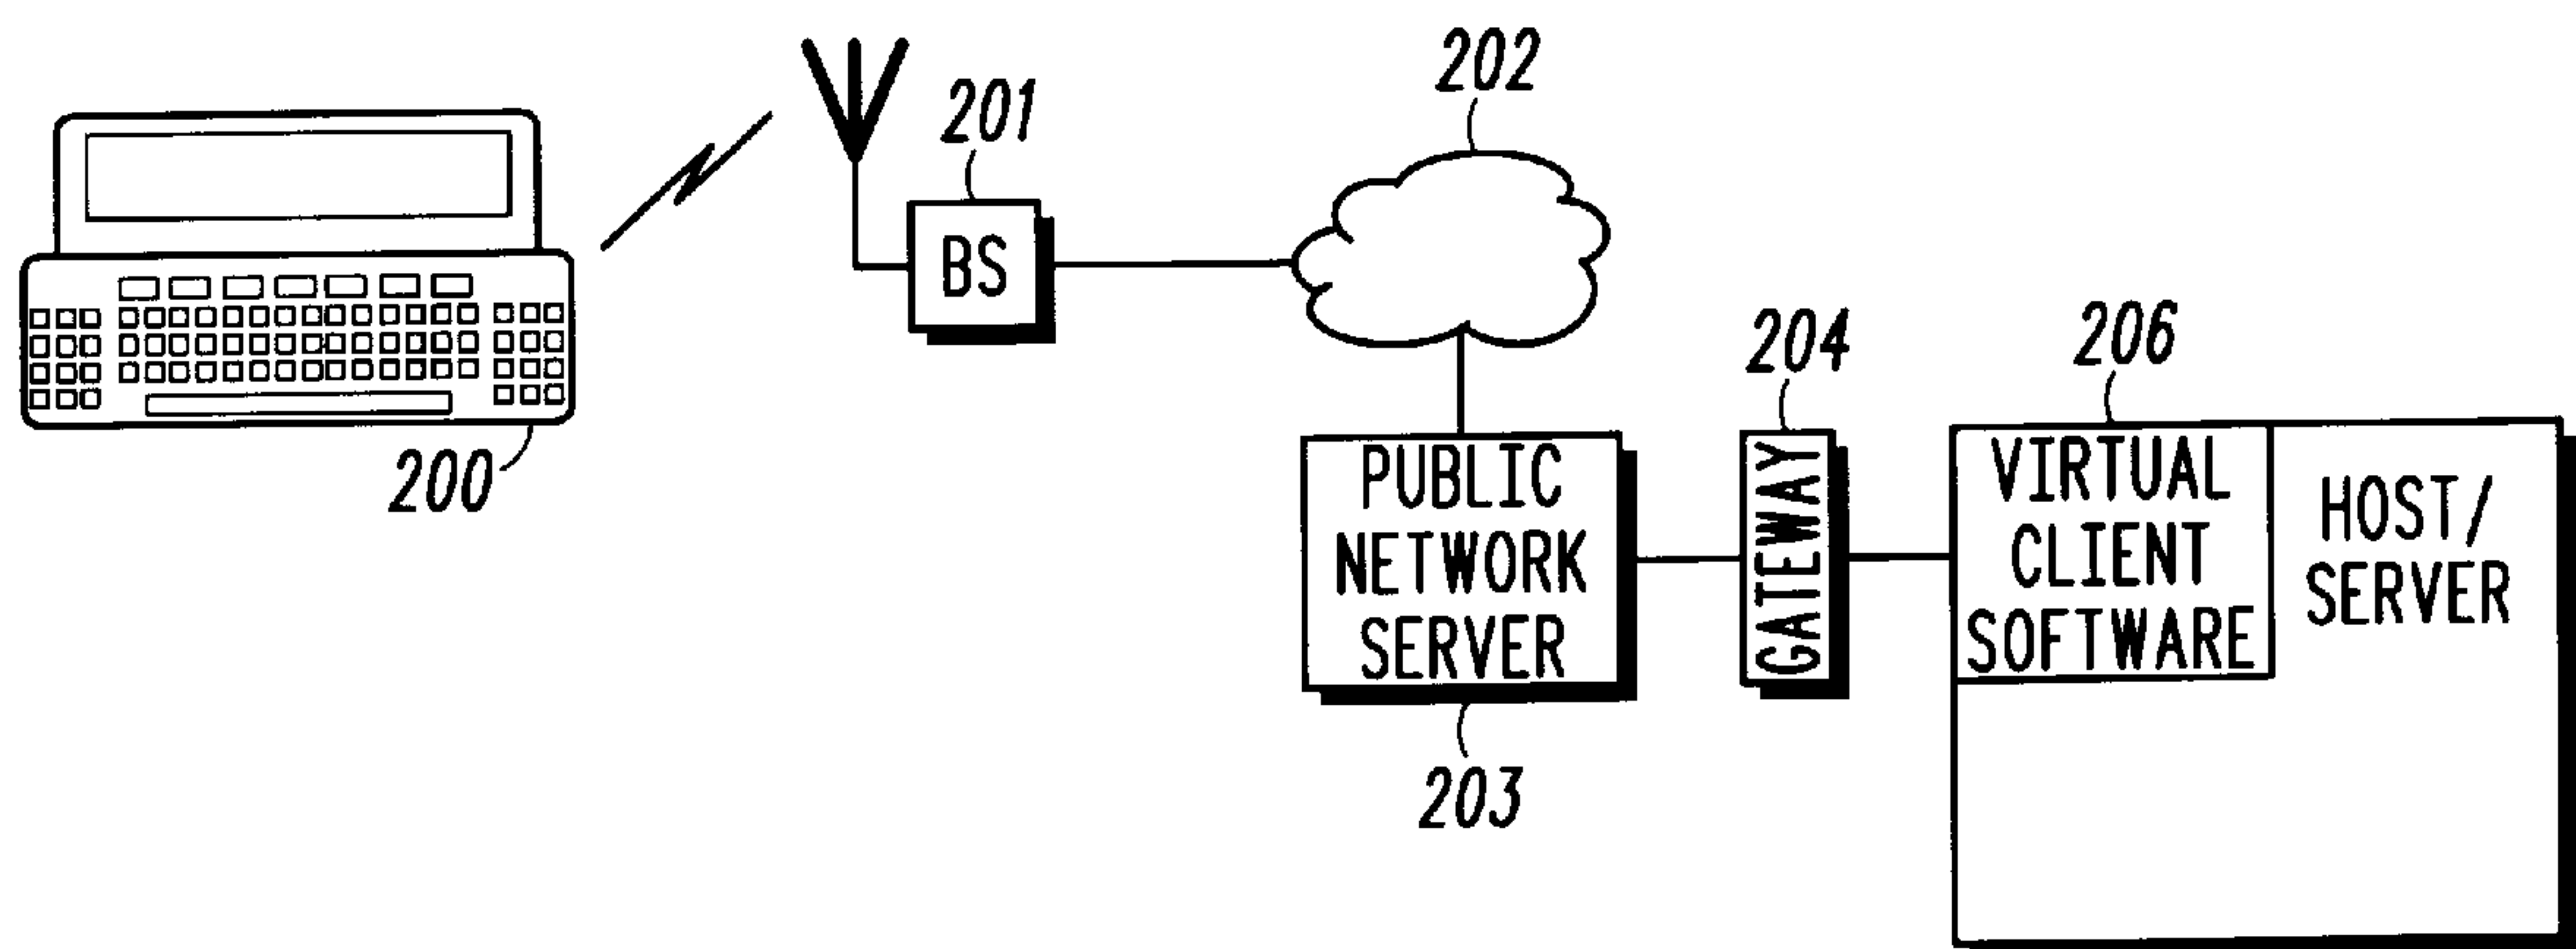 202
201
BS
204
206
200
PUBLIC
NETWORK
SERVER
GATEWAY
VIRTUAL
CLIENT
SOFTWARE
HOST/
SERVER
203